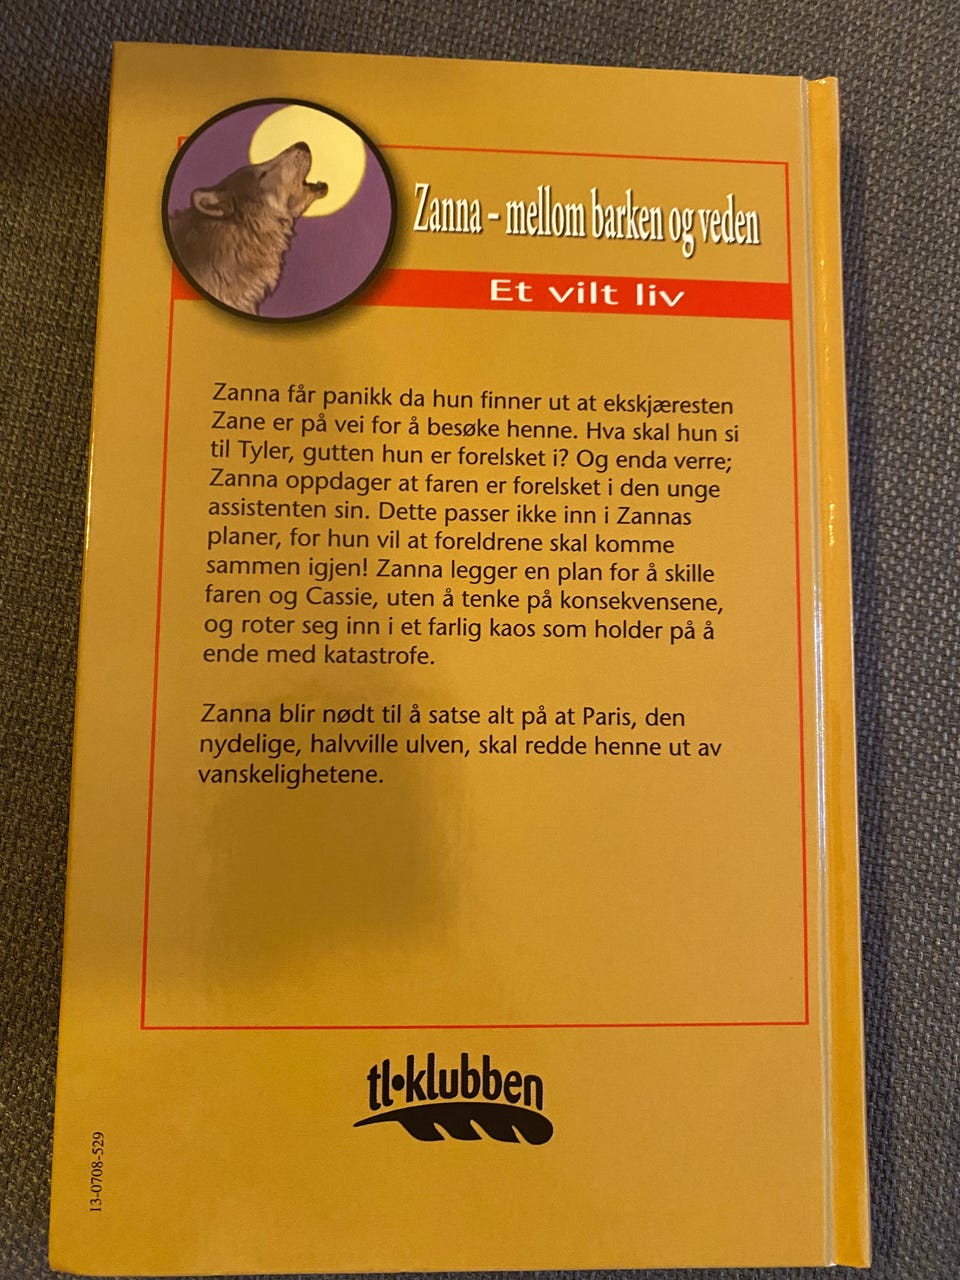 Zanna – mellom barken og veden
Et vilt liv
Zanna får panikk da hun finner ut at ekskjæresten
Zane er på vei for å besøke henne. Hva skal hun si
til Tyler, gutten hun er forelsket i? Og enda verre;
Zanna oppdager at faren er forelsket i den unge
assistenten sin. Dette passer ikke inn i Zannas
planer, for hun vil at foreldrene skal komme
sammen igjen! Zanna legger en plan for å skille
faren og Cassie, uten å tenke på konsekvensene,
og roter seg inn i et farlig kaos som holder på å
ende med katastrofe.
Zanna blir nødt til å satse alt på at Paris, den
nydelige, halvville ulven, skal redde henne ut av
vanskelighetene.
tl•klubben
13-0708-529